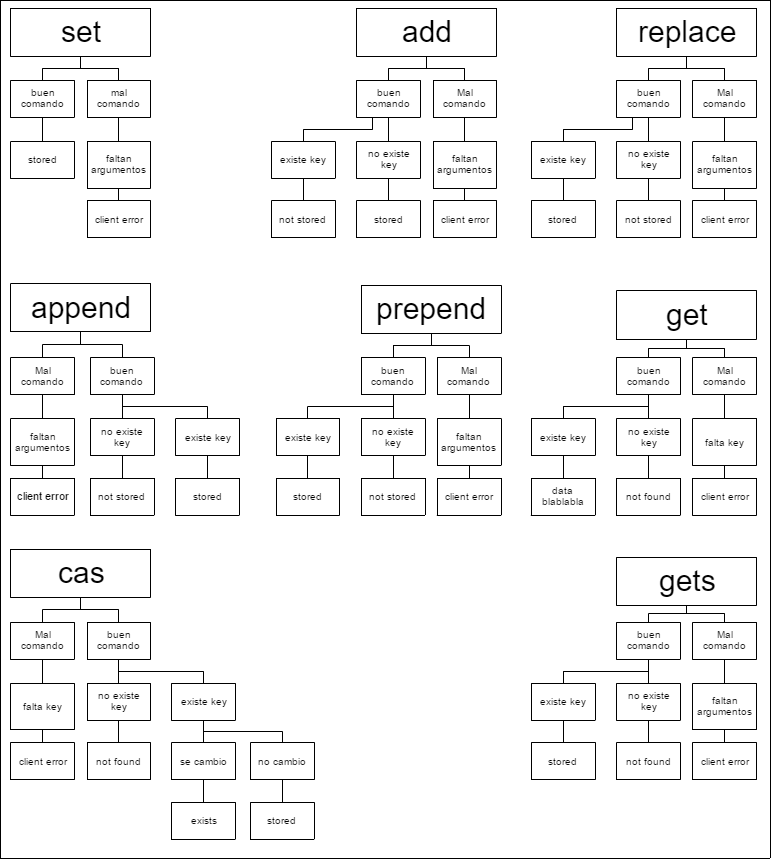 set
buen
comando
mal
comando
stored
faltan
argumentos
client error
add
buen
comando
Mal
comando
existe key
no existe
key
faltan
argumentos
not stored
stored
client error
replace
buen
comando
Mal
comando
existe key
no existe
key
faltan
argumentos
stored
not stored
client error
append
Mal
comando
buen
comando
faltan
argumentos
no existe
key
existe key
client error
not stored
stored
prepend
buen
comando
Mal
comando
existe key
no existe
key
faltan
argumentos
stored
not stored
client error
get
buen
comando
Mal
comando
existe key
no existe
key
falta key
data
blablabla
not found
client error
cas
Mal
comando
buen
comando
falta key
no existe
key
existe key
client error
not found
se cambio
no cambio
exists
stored
gets
buen
comando
Mal
comando
existe key
no existe
key
faltan
argumentos
stored
not found
client error